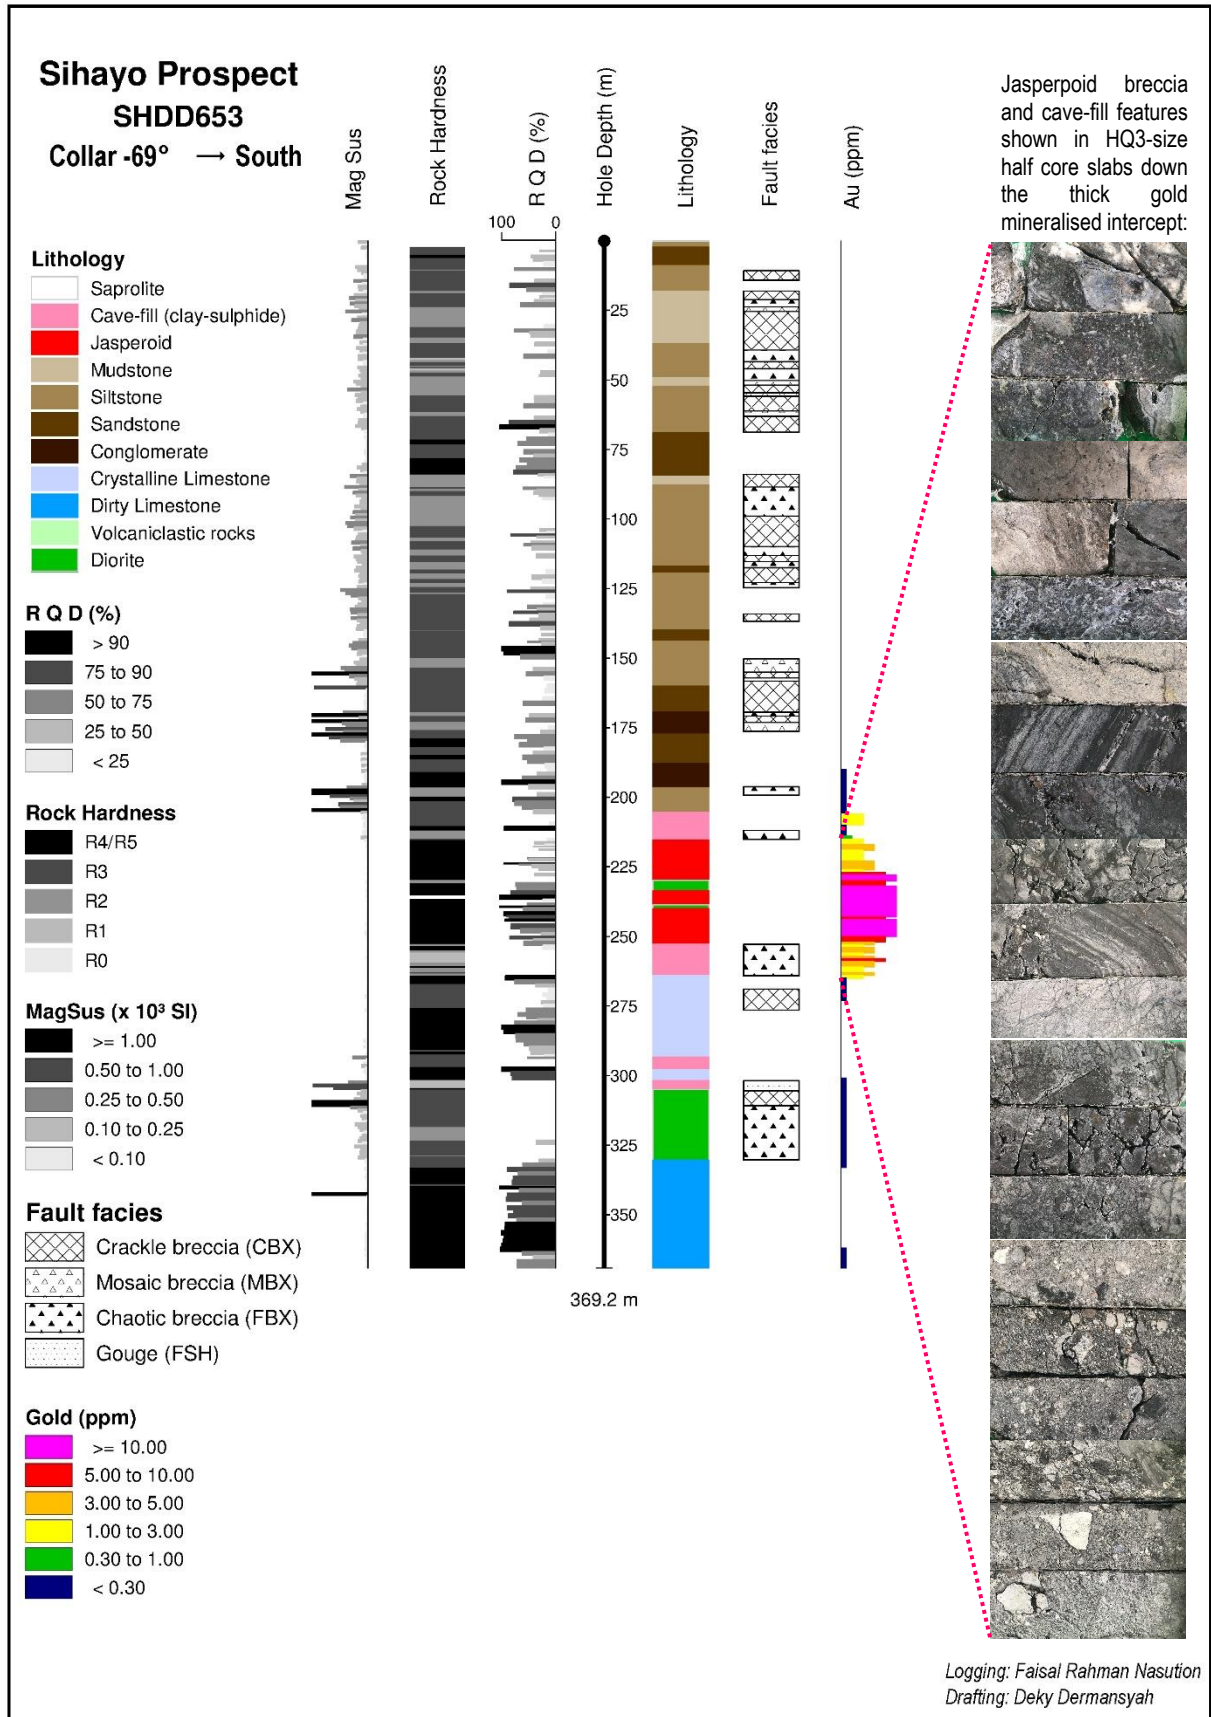 Sihayo Prospect
SHDD653
Collar -69° → South
Mag Sus
Rock Hardness
R Q D (%)
Hole Depth (m)
Lithology
Fault facies
Au (ppm)
Jasperpoid breccia
and cave-fill features
shown in HQ3-size
half core slabs down
the thick gold
mineralised intercept:
100 0
Lithology
Saprolite
Cave-fill (clay-sulphide)
Jasperoid
Mudstone
Siltstone
Sandstone
Conglomerate
Crystalline Limestone
Dirty Limestone
Volcaniclastic rocks
Diorite
R Q D (%)
> 90
75 to 90
50 to 75
25 to 50
< 25
Rock Hardness
R4/R5
R3
R2
R1
R0
MagSus (x 10³ SI)
>= 1.00
0.50 to 1.00
0.25 to 0.50
0.10 to 0.25
< 0.10
Fault facies
Crackle breccia (CBX)
Mosaic breccia (MBX)
Chaotic breccia (FBX)
Gouge (FSH)
Gold (ppm)
>= 10.00
5.00 to 10.00
3.00 to 5.00
1.00 to 3.00
0.30 to 1.00
< 0.30
25
50
75
100
125
150
175
200
225
250
275
300
325
350
369.2 m
Logging: Faisal Rahman Nasution
Drafting: Deky Dermansyah